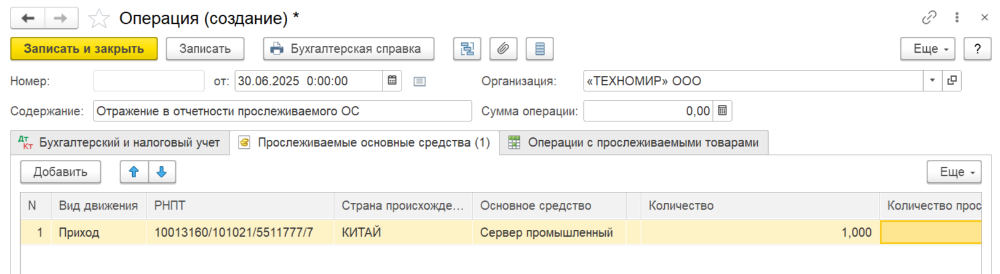 Операция (создание) *
Записать и закрыть Записать Бухгалтерская справка Еще ?
Номер: от: 30.06.2025 0:00:00 Организация: «ТЕХНОМИР» ООО
Содержание: Отражение в отчетности прослеживаемого ОС Сумма операции: 0,00
Дт Кт Бухгалтерский и налоговый учет Прослеживаемые основные средства (1) Операции с прослеживаемыми товарами
Добавить Еще
N Вид движения РНПТ Страна происхожде... Основное средство Количество Количество прос
1 Приход 10013160/101021/5511777/7 КИТАЙ Сервер промышленный 1,000